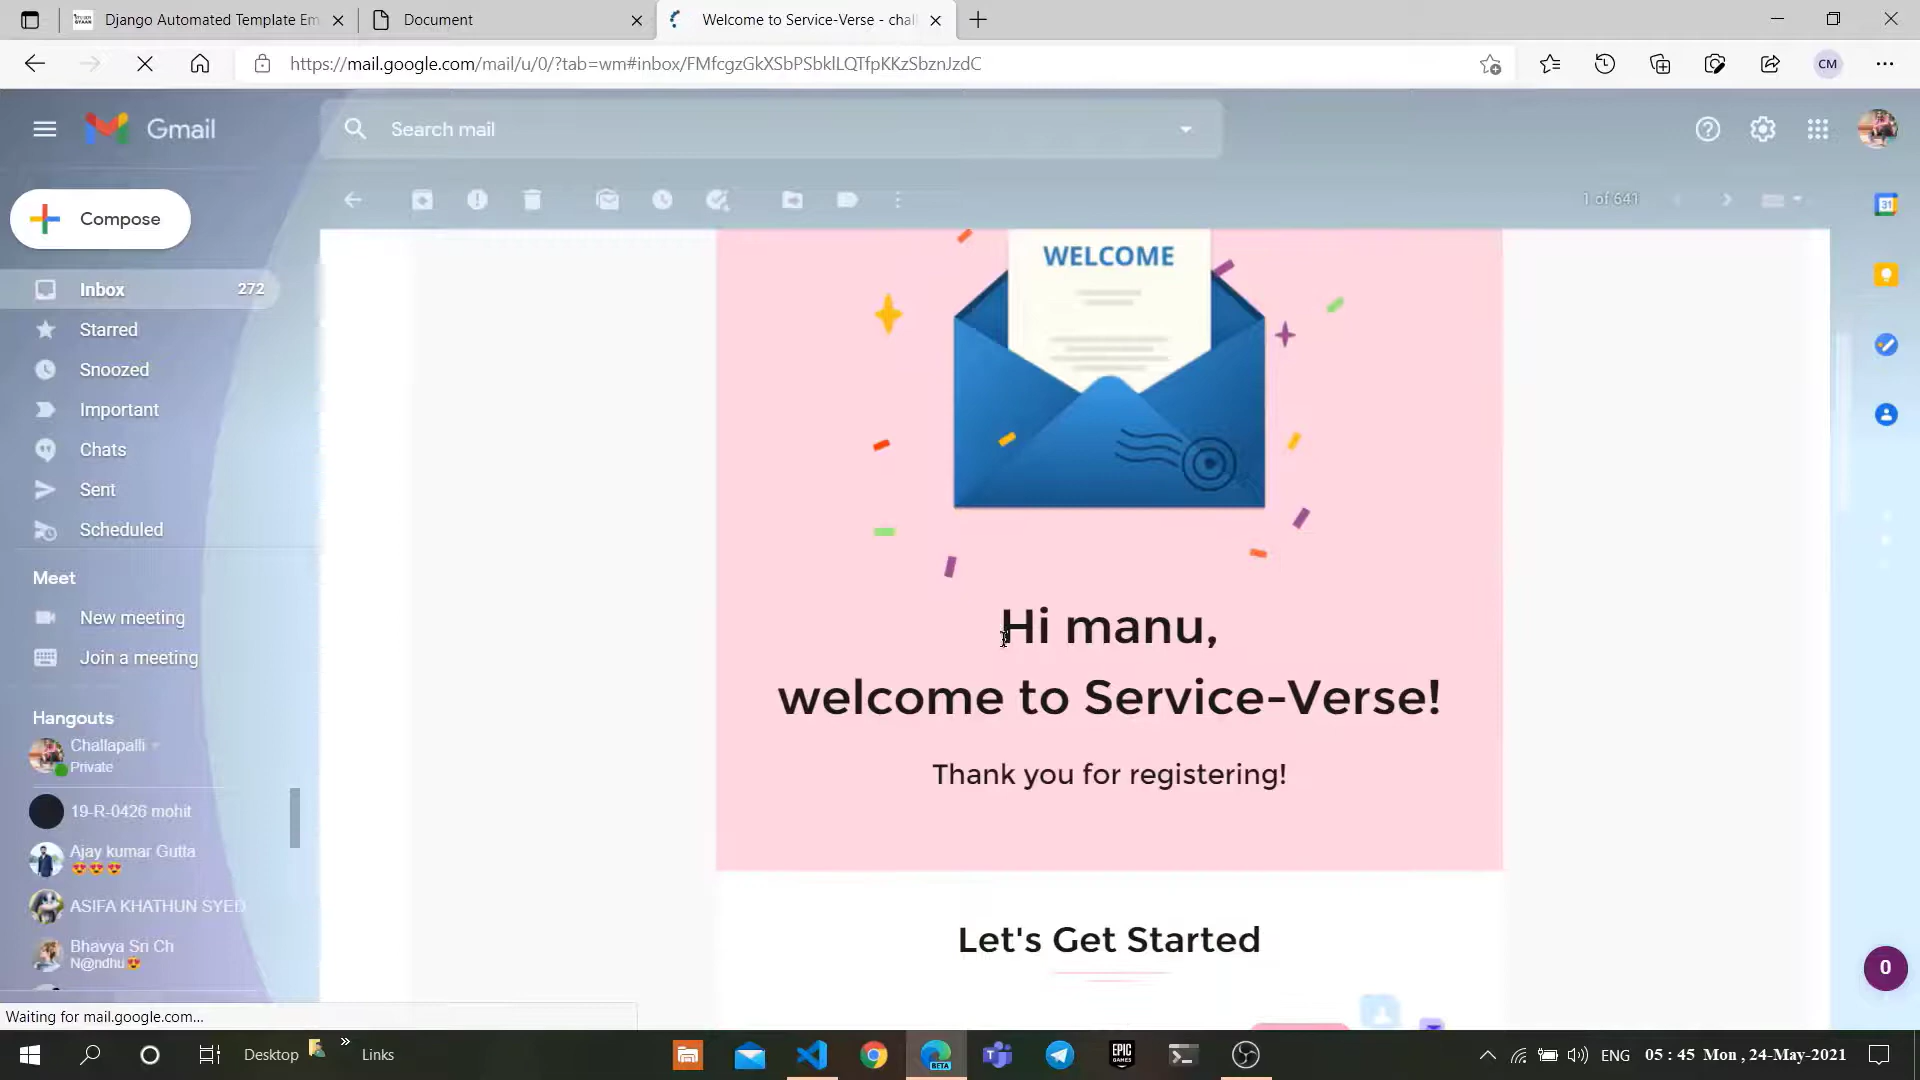 Django Automated Template Em
Document
Welcome to Service-Verse - chal
https://mail.google.com/mail/u/0/?tab=wm#inbox/FMfcgzGkXSbPSbklLQTfpKKzSbznJzdC
CM
Gmail
Search mail
Compose
1 of 641
31
Inbox 272
Starred
Snoozed
Important
Chats
Sent
Scheduled
Meet
New meeting
Join a meeting
Hangouts
Challapalli
Private
19-R-0426 mohit
Ajay kumar Gutta
😍😍😍
ASIFA KHATHUN SYED
Bhavya Sri Ch
N@ndhu😍
WELCOME
Hi manu,
welcome to Service-Verse!
Thank you for registering!
Let's Get Started
0
Waiting for mail.google.com...
Desktop
»
Links
BETA
EPIC
GAMES
ENG
05 : 45 Mon , 24-May-2021